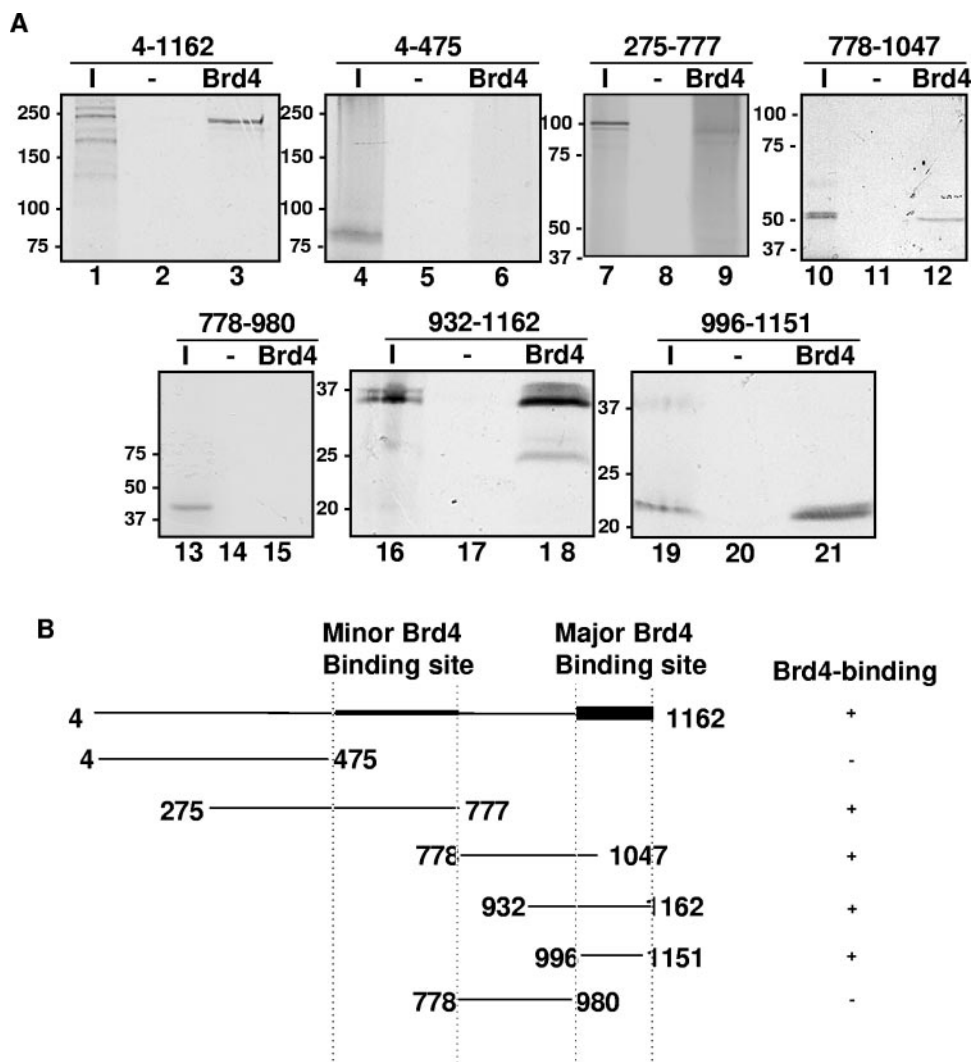 A
4-1162 4-475 275-777 778-1047
I - Brd4 I - Brd4 I - Brd4 I - Brd4
250 250 100 100
150 150 75 75
100 100 50 50
75 75 37 37
1 2 3 4 5 6 7 8 9 10 11 12
778-980 932-1162 996-1151
I - Brd4 I - Brd4 I - Brd4
75 37 37
50 25 25
37 20 20
13 14 15 16 17 1 8 19 20 21
B
Minor Brd4 Major Brd4
Binding site Binding site Brd4-binding
4 1162 +
4 475 -
275 777 +
778 1047 +
932 1162 +
996 1151 +
778 980 -